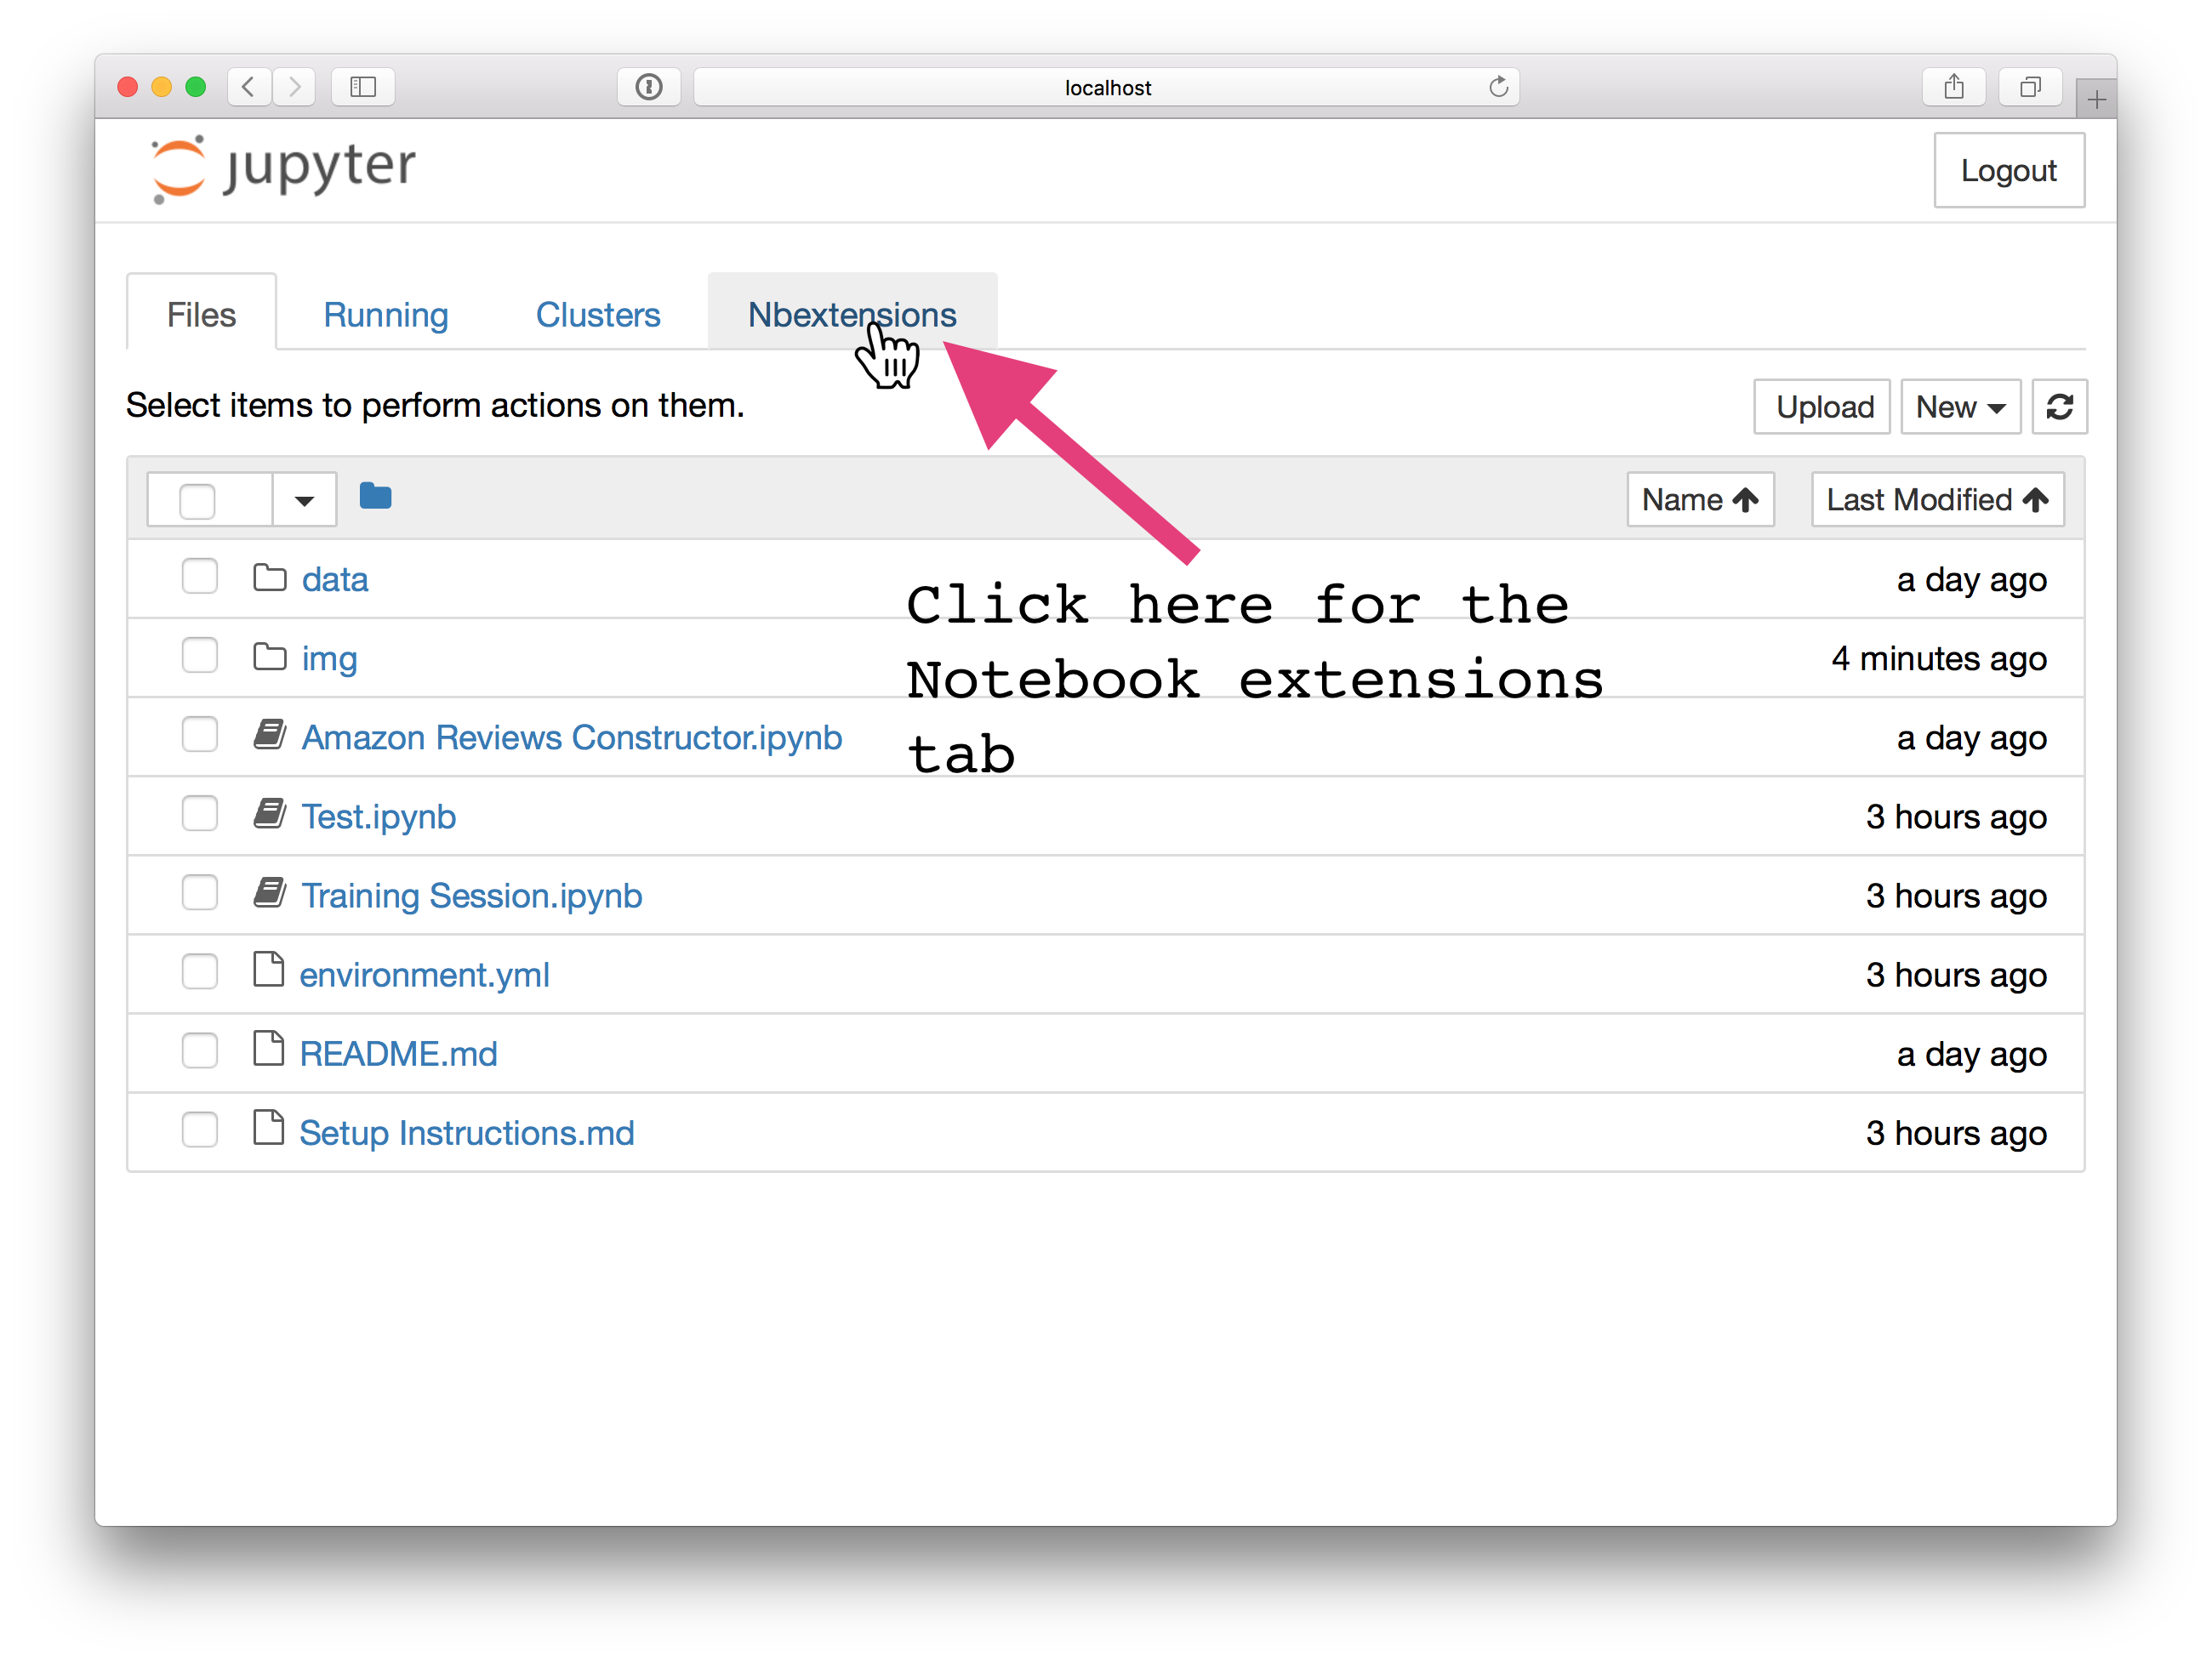 localhost
jupyter
Logout
Files Running Clusters Nbextensions
Select items to perform actions on them.
Upload New
Name Last Modified
data a day ago
img 4 minutes ago
Amazon Reviews Constructor.ipynb a day ago
Test.ipynb 3 hours ago
Training Session.ipynb 3 hours ago
environment.yml 3 hours ago
README.md a day ago
Setup Instructions.md 3 hours ago
Click here for the
Notebook extensions
tab